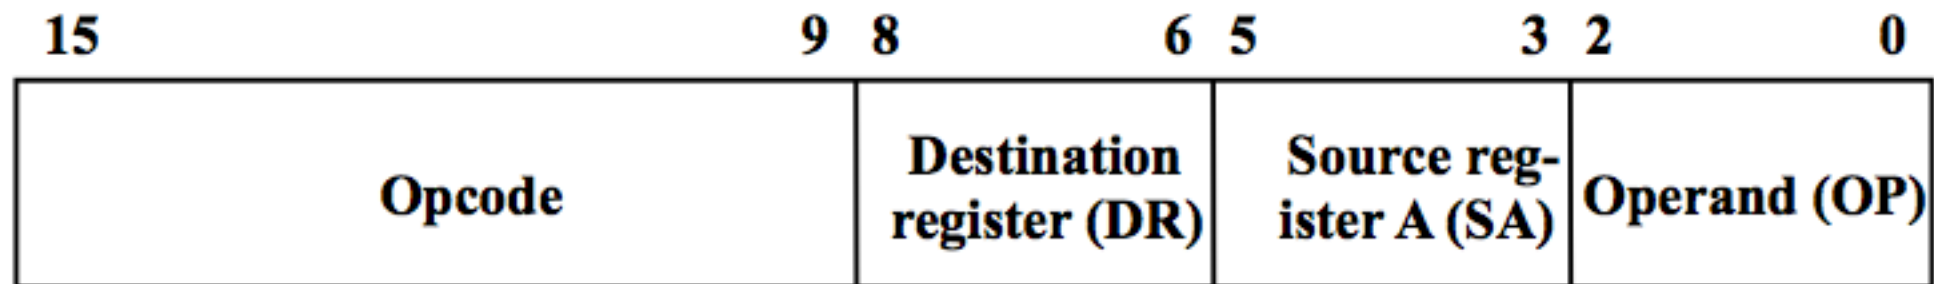 15 9 8 6 5 3 2 0
Opcode
Destination
register (DR)
Source reg-
ister A (SA)
Operand (OP)